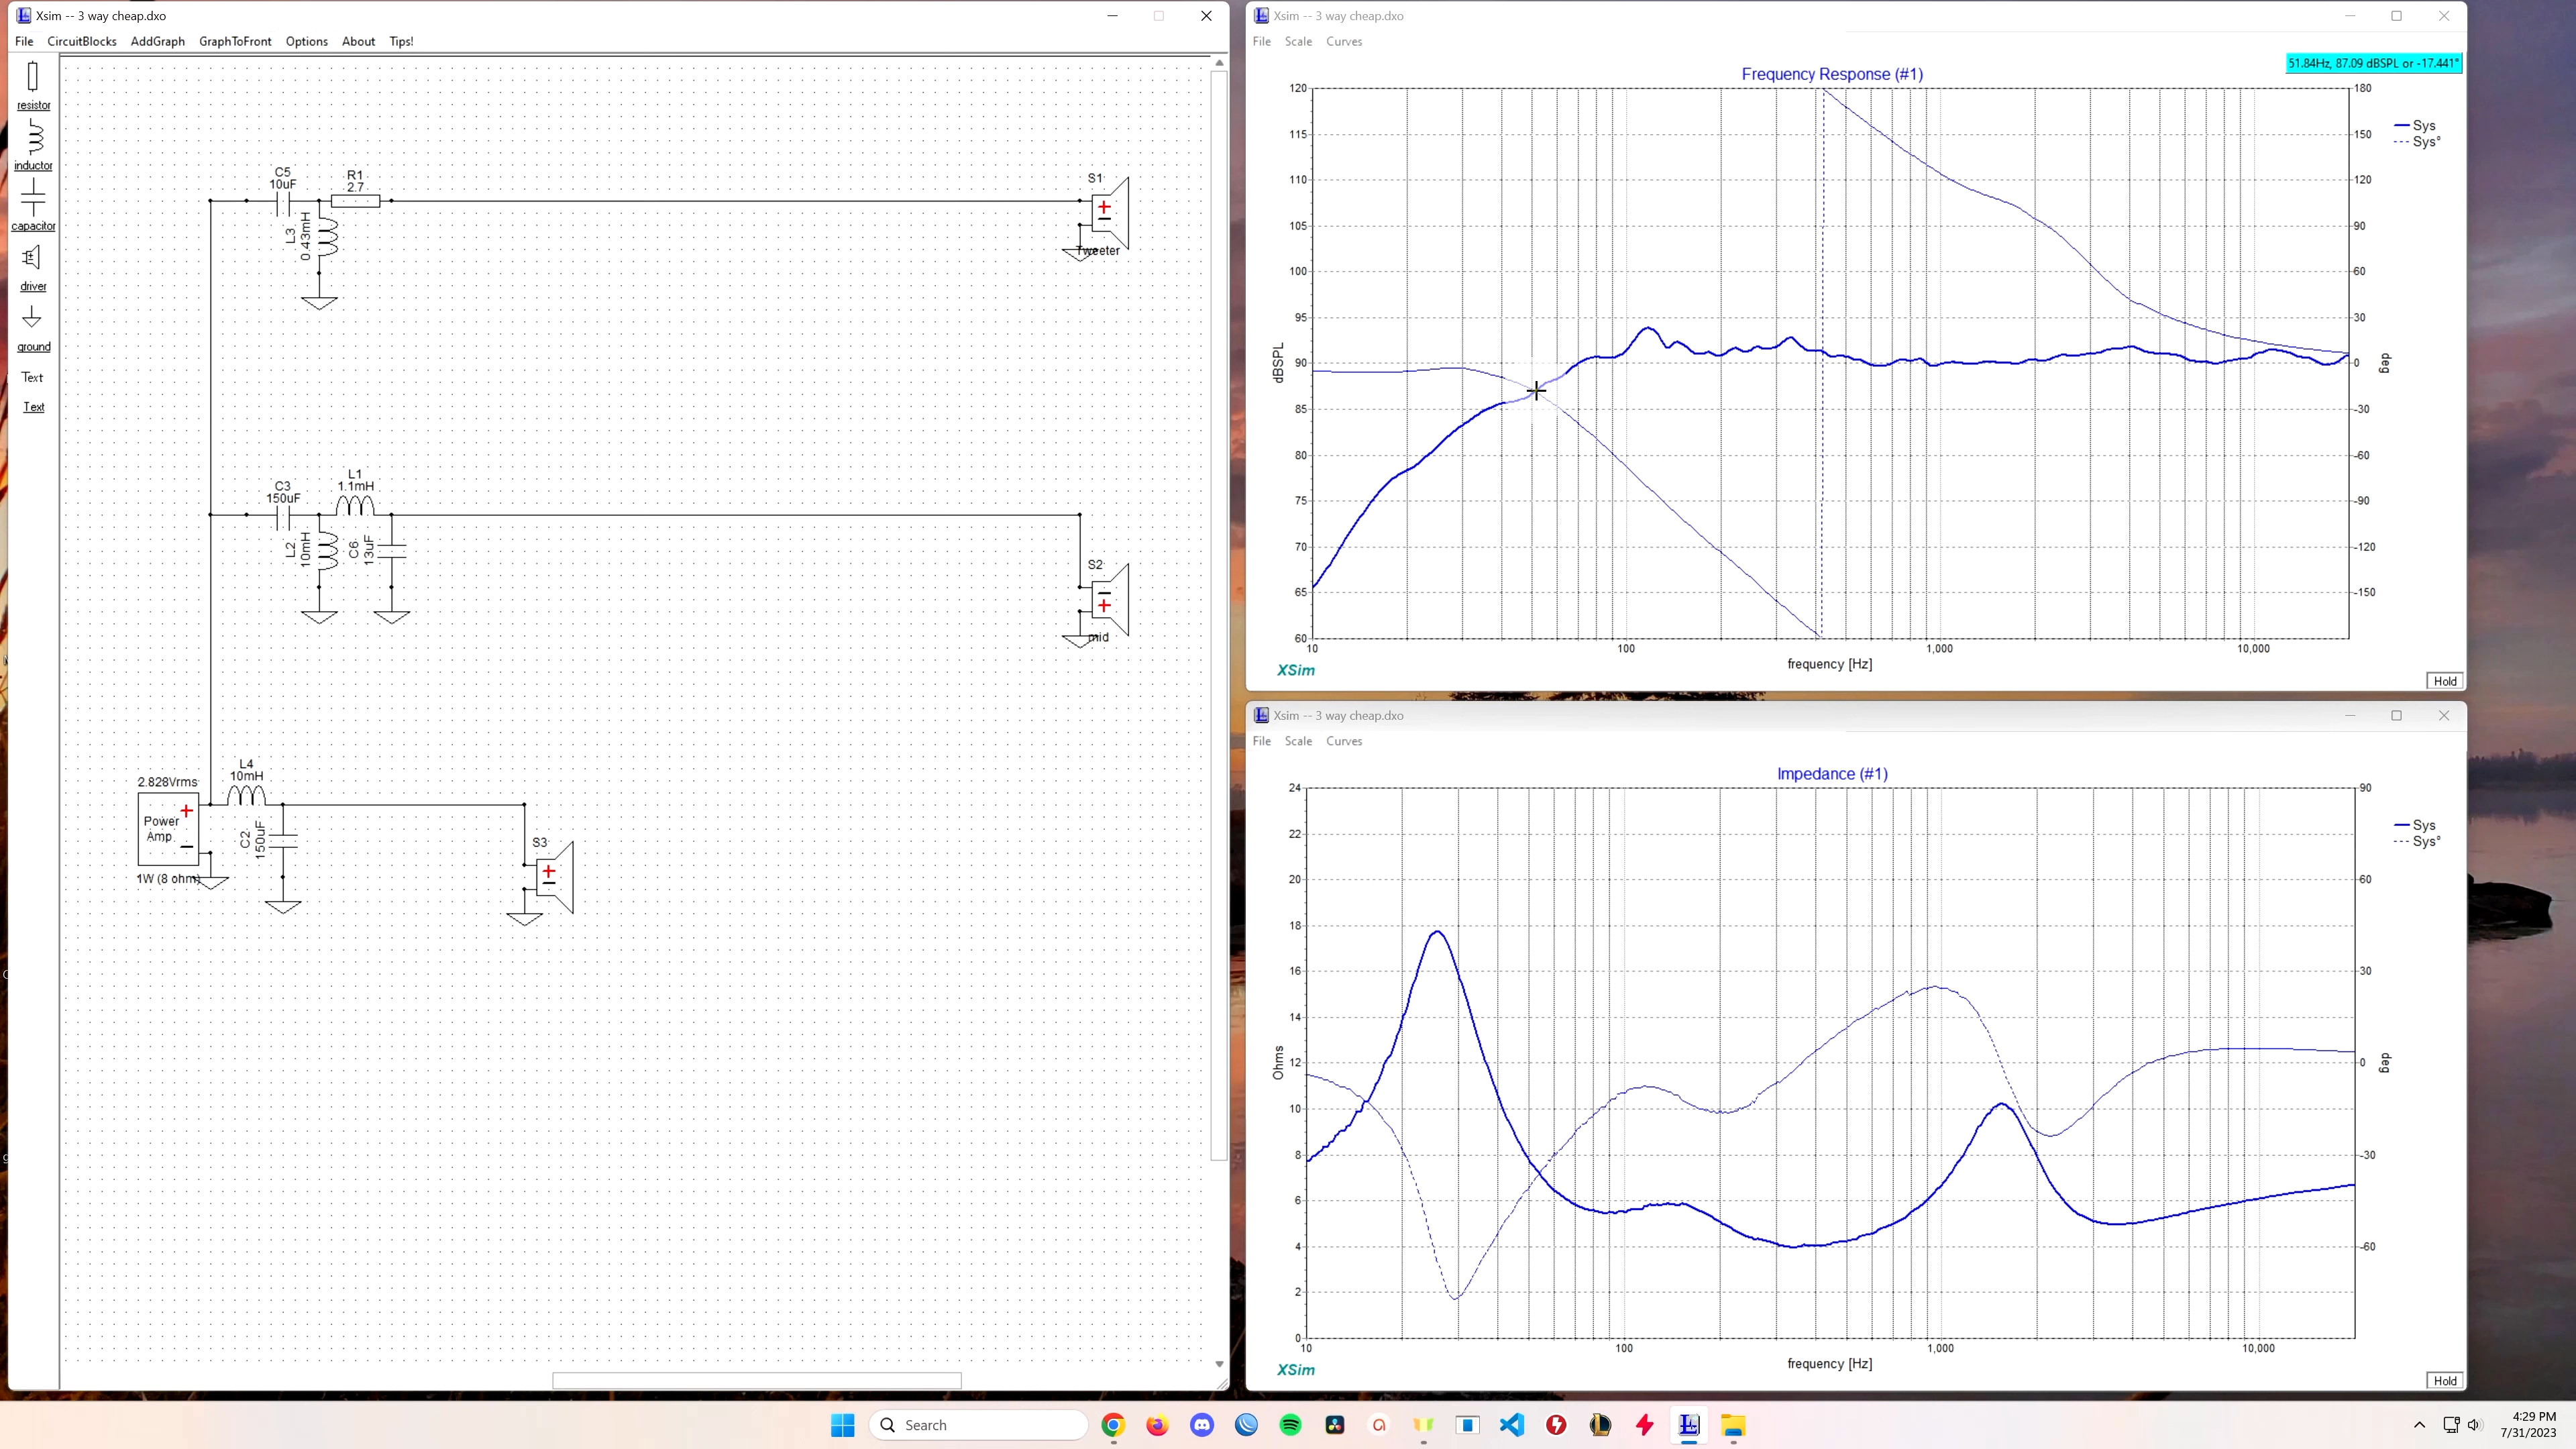 Xsim -- 3 way cheap.dxo
File CircuitBlocks AddGraph GraphToFront Options About Tips!
resistor
inductor
capacitor
driver
ground
Text
Text
C5
10uF
R1
2.7
L3
0.43mH
S1
+
−
Tweeter
C3
150uF
L1
1.1mH
L2
10mH
C6
13uF
S2
−
+
mid
2.828Vrms
Power
Amp
+
−
1W (8 ohm)
L4
10mH
C2
150uF
S3
+
−
Xsim -- 3 way cheap.dxo
File Scale Curves
51.84Hz, 87.09 dBSPL or -17.441°
Frequency Response (#1)
Sys
Sys°
dBSPL
120
115
110
105
100
95
90
85
80
75
70
65
60
180
150
120
90
60
30
0
-30
-60
-90
-120
-150
deg
10 100 1,000 10,000
frequency [Hz]
XSim
Hold
Xsim -- 3 way cheap.dxo
File Scale Curves
Impedance (#1)
Sys
Sys°
Ohms
24
22
20
18
16
14
12
10
8
6
4
2
0
90
60
30
0
-30
-60
deg
10 100 1,000 10,000
frequency [Hz]
XSim
Hold
Search
4:29 PM
7/31/2023